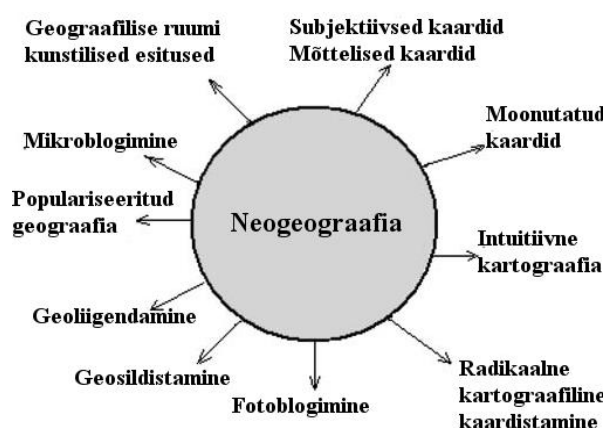 Geograafilise ruumi
kunstilised esitused
Subjektiivsed kaardid
Mõttelised kaardid
Moonutatud
kaardid
Mikroblogimine
Populariseeritud
geograafia
Neogeograafia
Intuitiivne
kartograafia
Geoliigendamine
Geosildistamine
Fotoblogimine
Radikaalne
kartograafiline
kaardistamine